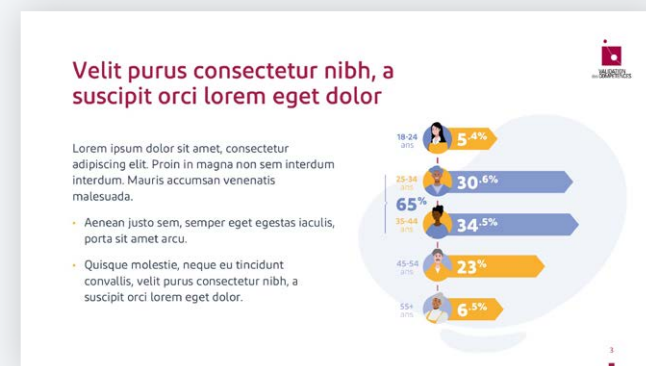 Velit purus consectetur nibh, a
suscipit orci lorem eget dolor
VALIDATION
des COMPÉTENCES
Lorem ipsum dolor sit amet, consectetur
adipiscing elit. Proin in magna non sem interdum
interdum. Mauris accumsan venenatis
malesuada.
• Aenean justo sem, semper eget egestas iaculis,
porta sit amet arcu.
• Quisque molestie, neque eu tincidunt
convallis, velit purus consectetur nibh, a
suscipit orci lorem eget dolor.
18-24
ans
5.4%
25-34
ans
30.6%
65%
35-44
ans
34.5%
45-54
ans
23%
55+
ans
6.5%
3